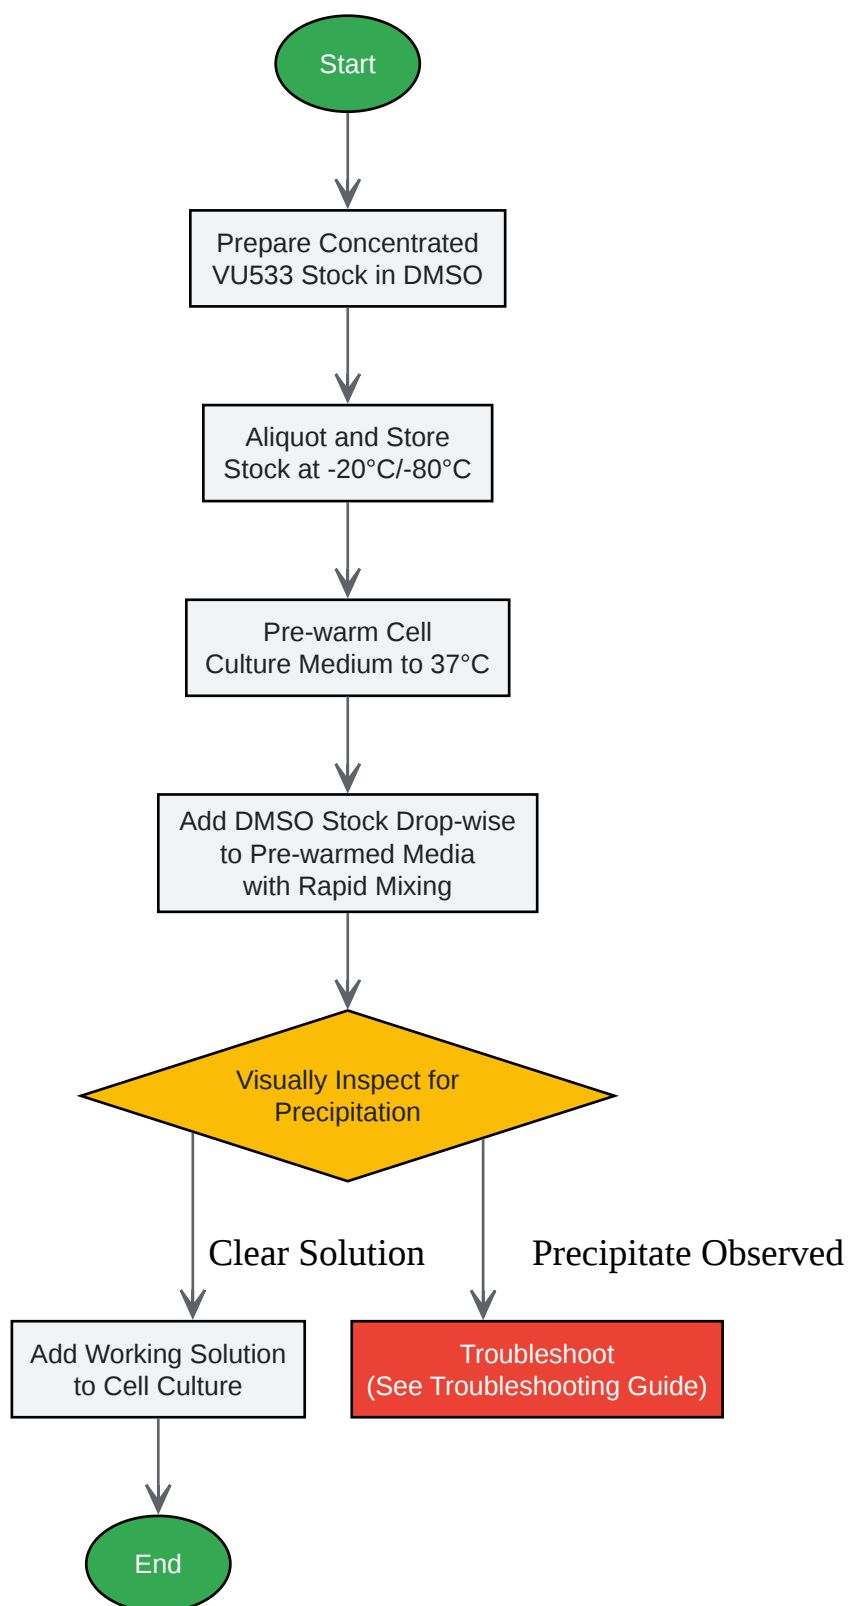 Start
Prepare Concentrated
VU533 Stock in DMSO
Aliquot and Store
Stock at -20°C/-80°C
Pre-warm Cell
Culture Medium to 37°C
Add DMSO Stock Drop-wise
to Pre-warmed Media
with Rapid Mixing
Visually Inspect for
Precipitation
Clear Solution
Precipitate Observed
Add Working Solution
to Cell Culture
Troubleshoot
(See Troubleshooting Guide)
End